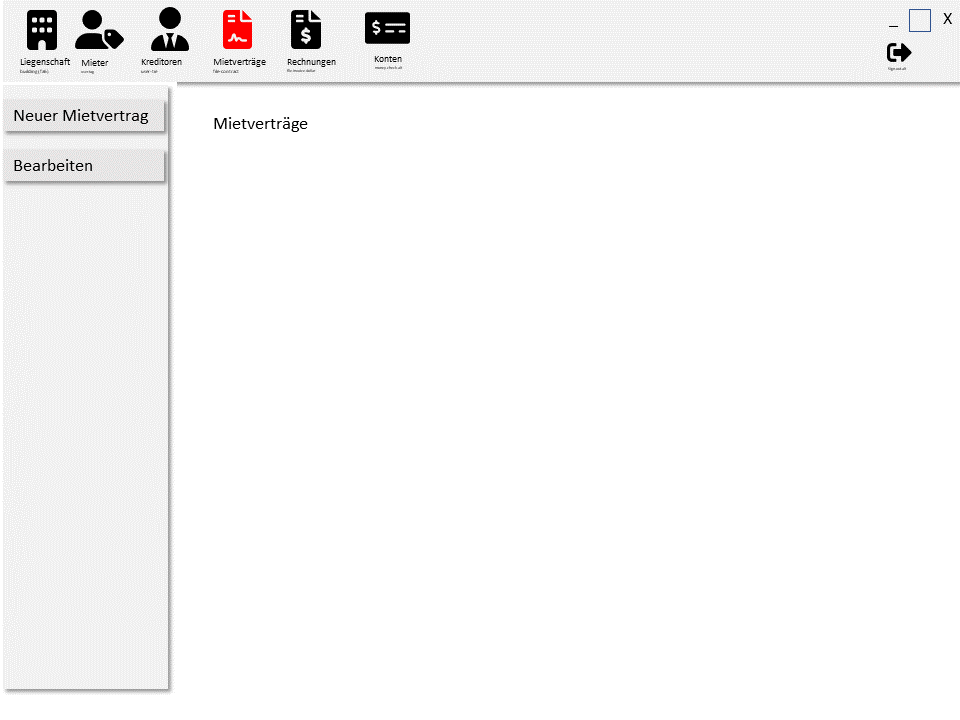 _ X
Liegenschaft Mieter Kreditoren Mietverträge Rechnungen Konten
building (fas) user-tag user-tie file-contract file-invoice-dollar money-check-alt
Sign-out-alt
Neuer Mietvertrag
Mietverträge
Bearbeiten